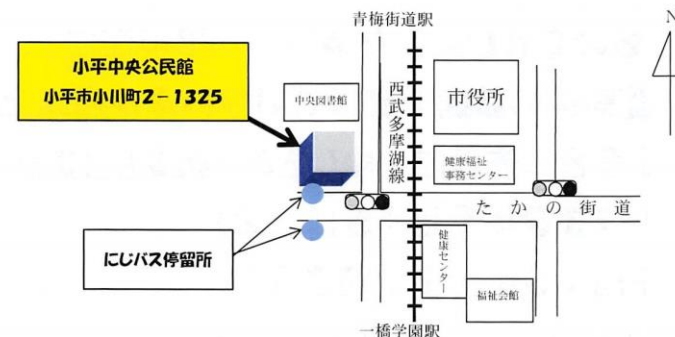 青梅街道駅
N
小平中央公民館
小平市小川町2－1325
中央図書館
西武多摩湖線
市役所
健康福祉
事務センター
たかの街道
にじバス停留所
健康センター
福祉会館
一橋学園駅